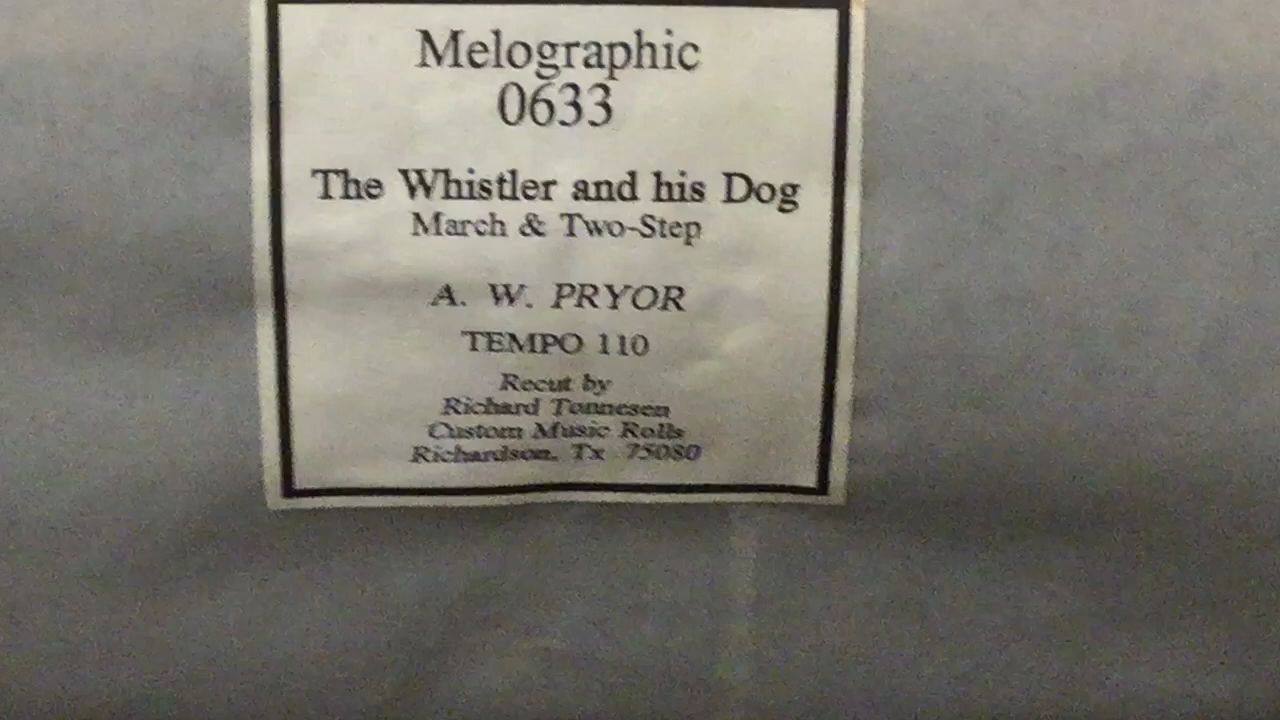 Melographic
0633
The Whistler and his Dog
March & Two-Step
A. W. PRYOR
TEMPO 110
Recut by
Richard Tonnesen
Custom Music Rolls
Richardson, Tx 75080